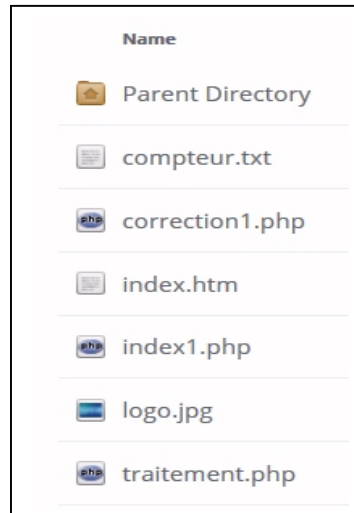 Name
Parent Directory
compteur.txt
correction1.php
index.htm
index1.php
logo.jpg
traitement.php